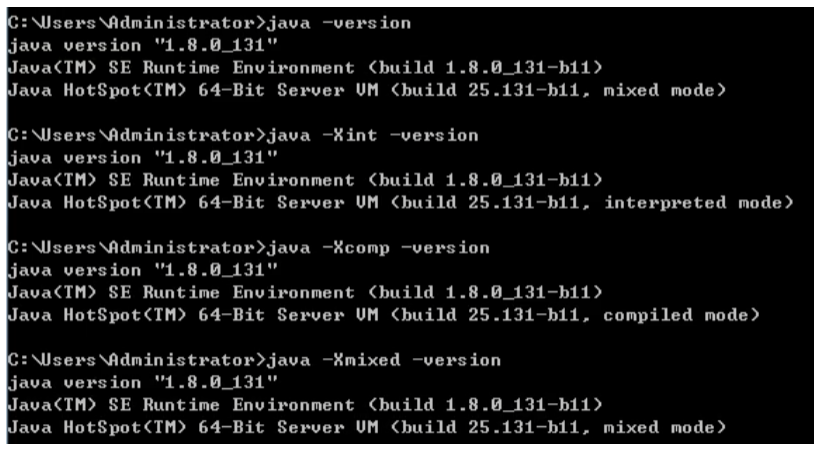 C:\Users\Administrator>java -version
java version "1.8.0_131"
Java(TM) SE Runtime Environment (build 1.8.0_131-b11)
Java HotSpot(TM) 64-Bit Server VM (build 25.131-b11, mixed mode)
C:\Users\Administrator>java -Xint -version
java version "1.8.0_131"
Java(TM) SE Runtime Environment (build 1.8.0_131-b11)
Java HotSpot(TM) 64-Bit Server VM (build 25.131-b11, interpreted mode)
C:\Users\Administrator>java -Xcomp -version
java version "1.8.0_131"
Java(TM) SE Runtime Environment (build 1.8.0_131-b11)
Java HotSpot(TM) 64-Bit Server VM (build 25.131-b11, compiled mode)
C:\Users\Administrator>java -Xmixed -version
java version "1.8.0_131"
Java(TM) SE Runtime Environment (build 1.8.0_131-b11)
Java HotSpot(TM) 64-Bit Server VM (build 25.131-b11, mixed mode)